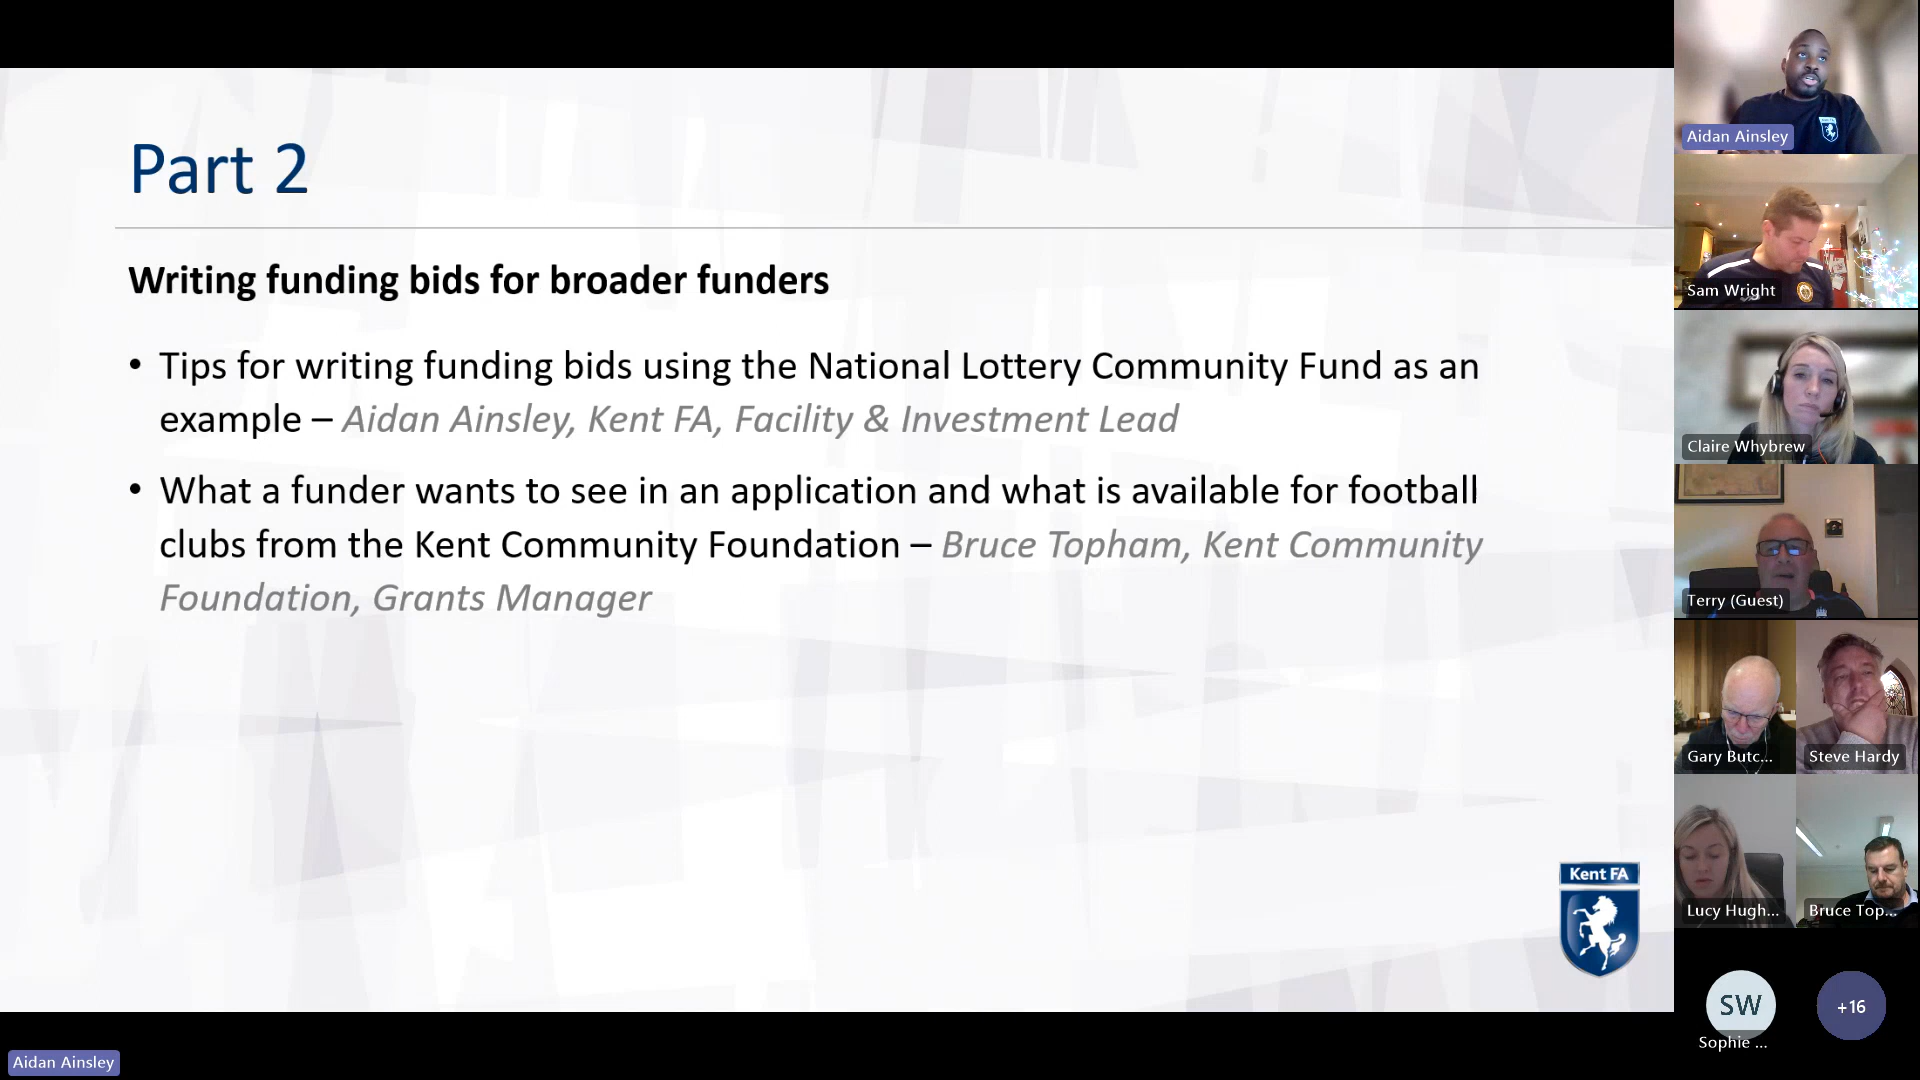 Part 2
Writing funding bids for broader funders
• Tips for writing funding bids using the National Lottery Community Fund as an
example – Aidan Ainsley, Kent FA, Facility & Investment Lead
• What a funder wants to see in an application and what is available for football
clubs from the Kent Community Foundation – Bruce Topham, Kent Community
Foundation, Grants Manager
Kent FA
Aidan Ainsley
Aidan Ainsley
Sam Wright
Claire Whybrew
Terry (Guest)
Gary Butc...
Steve Hardy
Lucy Hugh...
Bruce Top...
SW
Sophie ...
+16